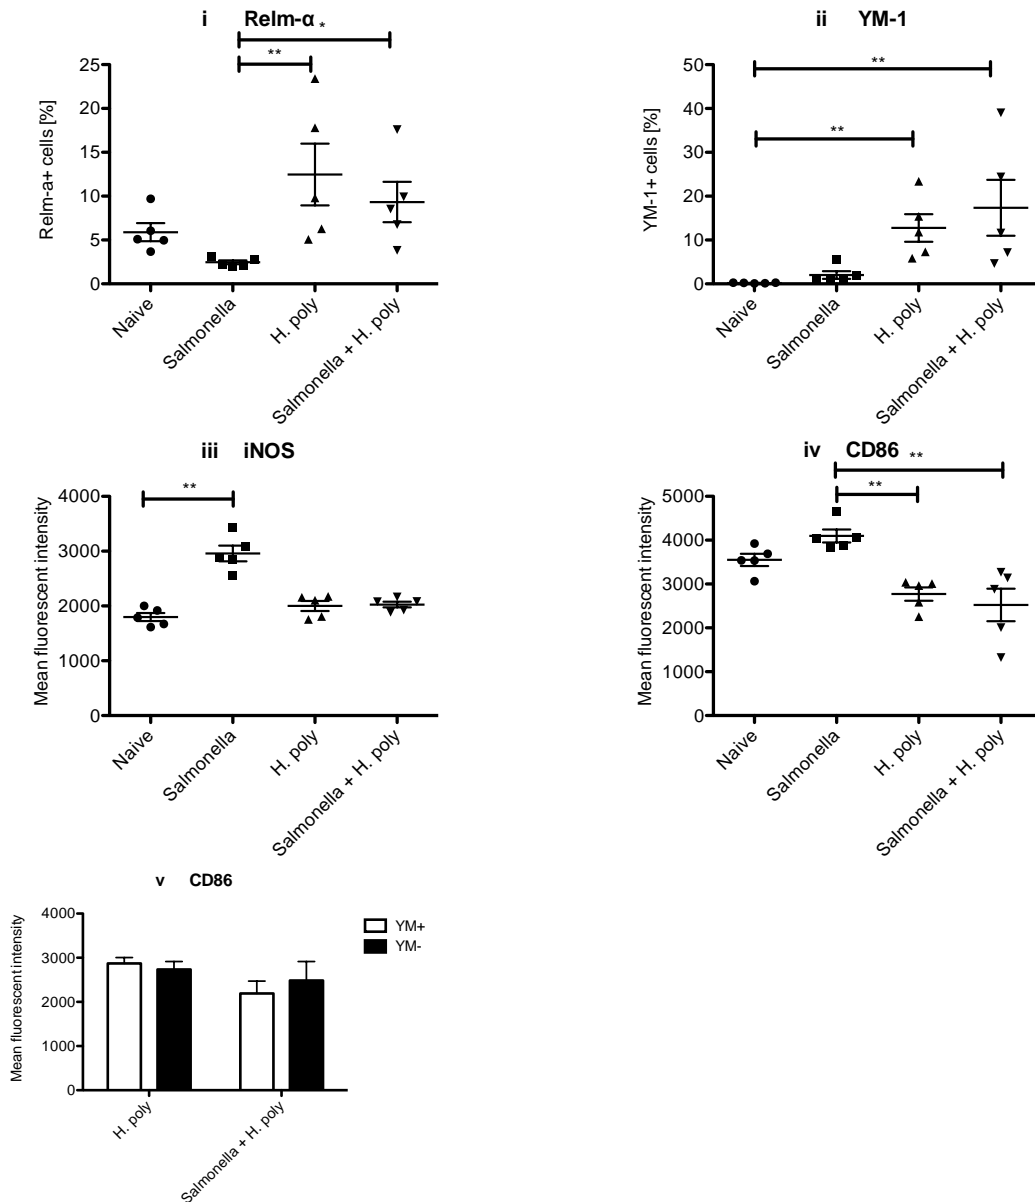 i Relm-α
*
**
Relm-a+ cells [%]
25
20
15
10
5
0
Naive
Salmonella
H. poly
Salmonella + H. poly
ii YM-1
**
**
YM-1+ cells [%]
50
40
30
20
10
0
Naive
Salmonella
H. poly
Salmonella + H. poly
iii iNOS
**
Mean fluorescent intensity
4000
3000
2000
1000
0
Naive
Salmonella
H. poly
Salmonella + H. poly
iv CD86
**
**
Mean fluorescent intensity
5000
4000
3000
2000
1000
0
Naive
Salmonella
H. poly
Salmonella + H. poly
v CD86
Mean fluorescent intensity
4000
3000
2000
1000
0
H. poly
Salmonella + H. poly
YM+
YM-